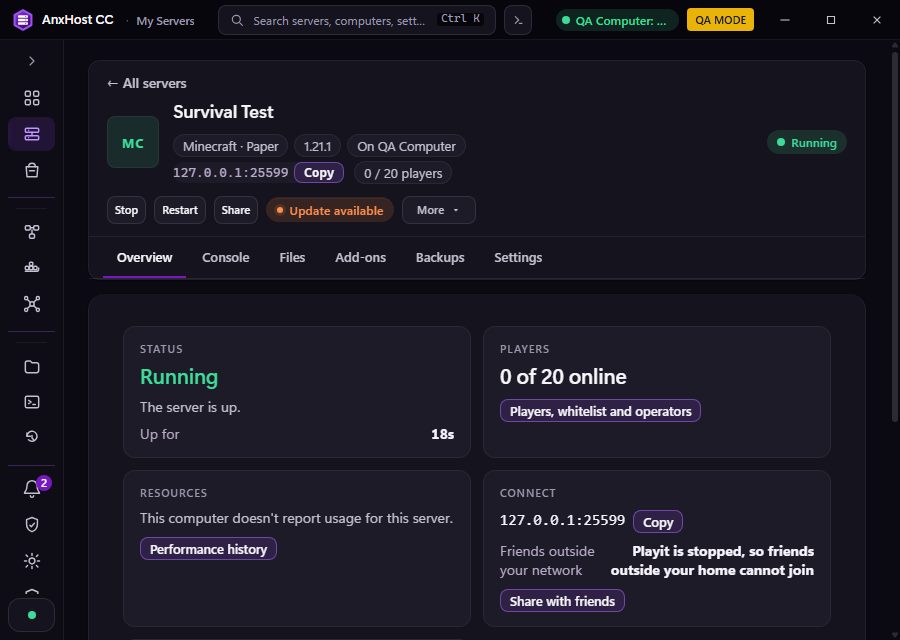 AnxHost CC · My Servers
Search servers, computers, sett... Ctrl K
QA Computer: ...
QA MODE
← All servers
MC
Survival Test
Minecraft · Paper 1.21.1 On QA Computer
127.0.0.1:25599 Copy 0 / 20 players
Running
Stop Restart Share Update available More
Overview Console Files Add-ons Backups Settings
STATUS
Running
The server is up.
Up for 18s
PLAYERS
0 of 20 online
Players, whitelist and operators
RESOURCES
This computer doesn't report usage for this server.
Performance history
CONNECT
127.0.0.1:25599 Copy
Friends outside your network
Playit is stopped, so friends outside your home cannot join
Share with friends
2